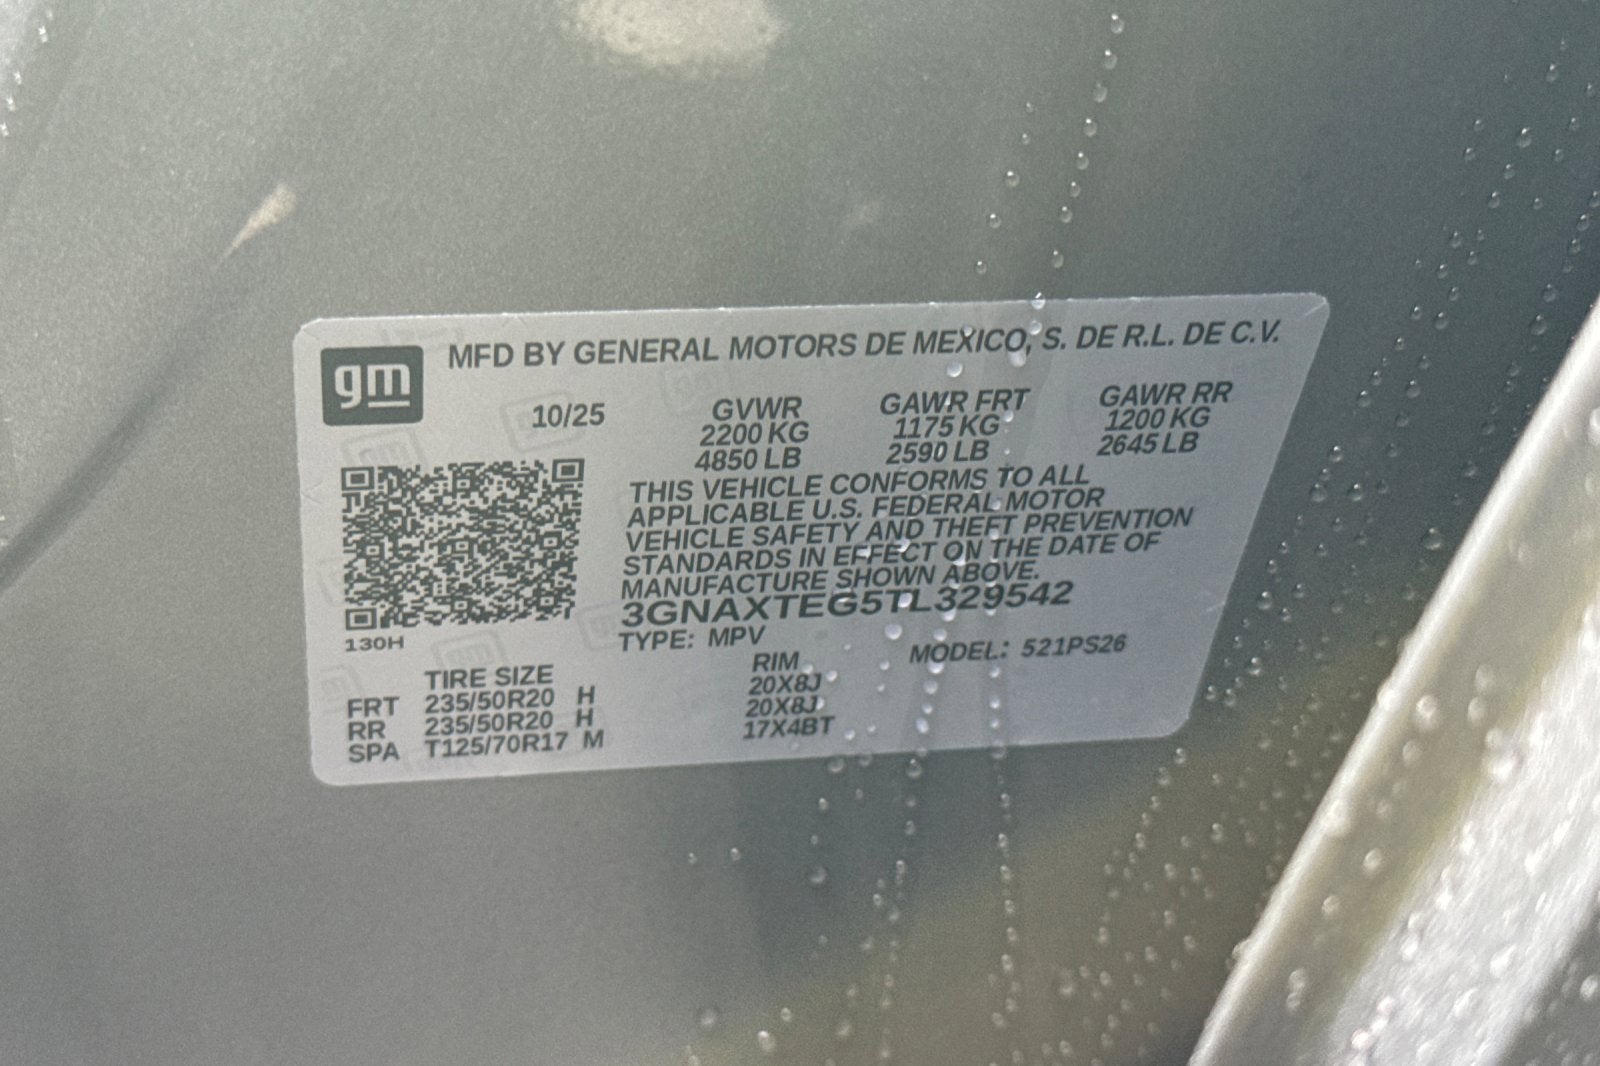 gm
MFD BY GENERAL MOTORS DE MEXICO, S. DE R.L. DE C.V.
10/25 GVWR GAWR FRT GAWR RR
2200 KG 1175 KG 1200 KG
4850 LB 2590 LB 2645 LB
THIS VEHICLE CONFORMS TO ALL
APPLICABLE U.S. FEDERAL MOTOR
VEHICLE SAFETY AND THEFT PREVENTION
STANDARDS IN EFFECT ON THE DATE OF
MANUFACTURE SHOWN ABOVE.
3GNAXTEG5TL329542
130H
TYPE: MPV MODEL: 521PS26
TIRE SIZE RIM
FRT 235/50R20 H 20X8J
RR 235/50R20 H 20X8J
SPA T125/70R17 M 17X4BT